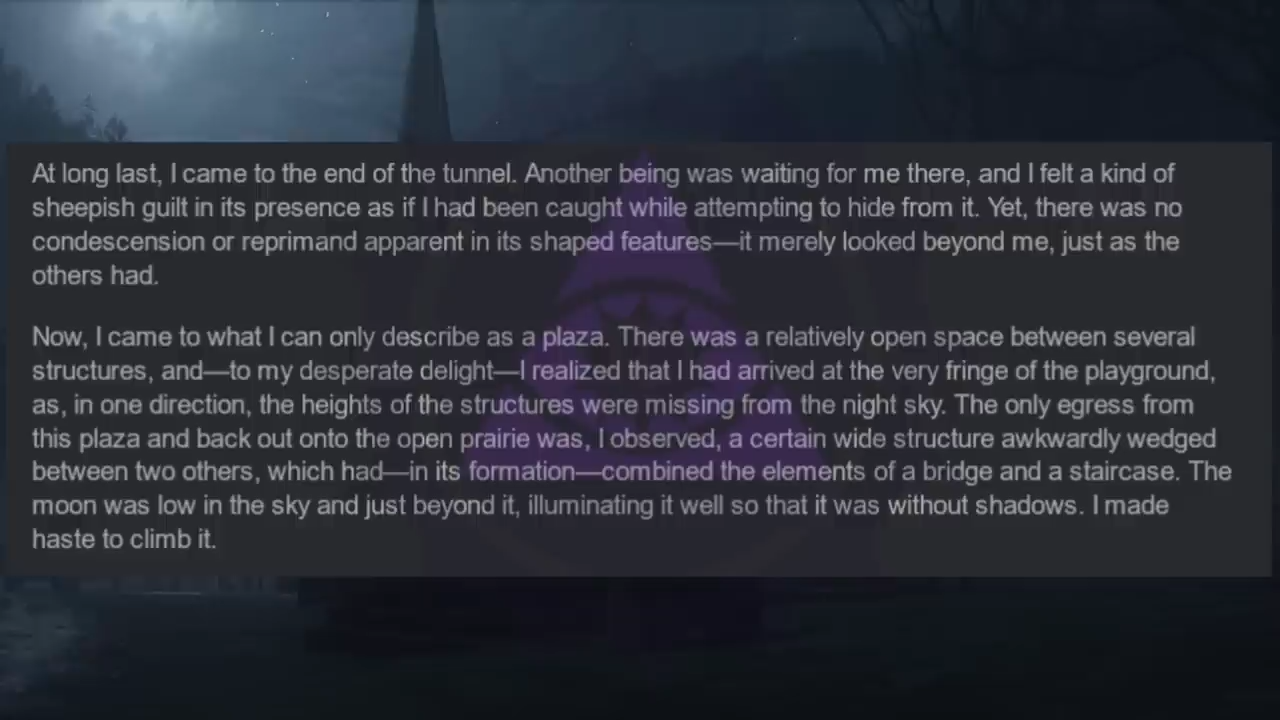 At long last, I came to the end of the tunnel. Another being was waiting for me there, and I felt a kind of
sheepish guilt in its presence as if I had been caught while attempting to hide from it. Yet, there was no
condescension or reprimand apparent in its shaped features—it merely looked beyond me, just as the
others had.
Now, I came to what I can only describe as a plaza. There was a relatively open space between several
structures, and—to my desperate delight—I realized that I had arrived at the very fringe of the playground,
as, in one direction, the heights of the structures were missing from the night sky. The only egress from
this plaza and back out onto the open prairie was, I observed, a certain wide structure awkwardly wedged
between two others, which had—in its formation—combined the elements of a bridge and a staircase. The
moon was low in the sky and just beyond it, illuminating it well so that it was without shadows. I made
haste to climb it.